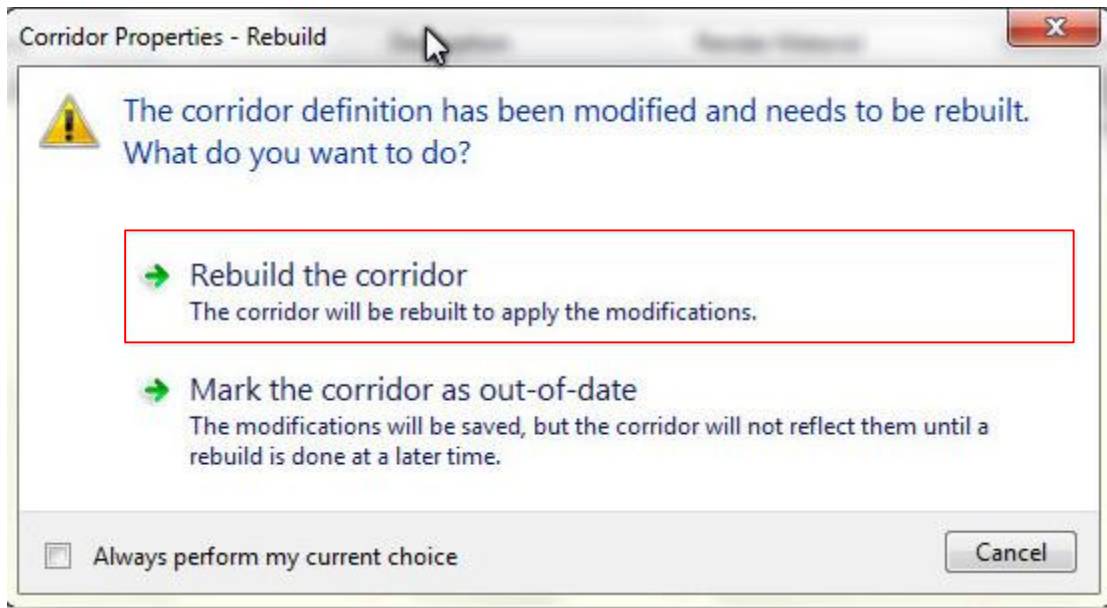 Corridor Properties - Rebuild
The corridor definition has been modified and needs to be rebuilt.
What do you want to do?
Rebuild the corridor
The corridor will be rebuilt to apply the modifications.
Mark the corridor as out-of-date
The modifications will be saved, but the corridor will not reflect them until a
rebuild is done at a later time.
Always perform my current choice
Cancel